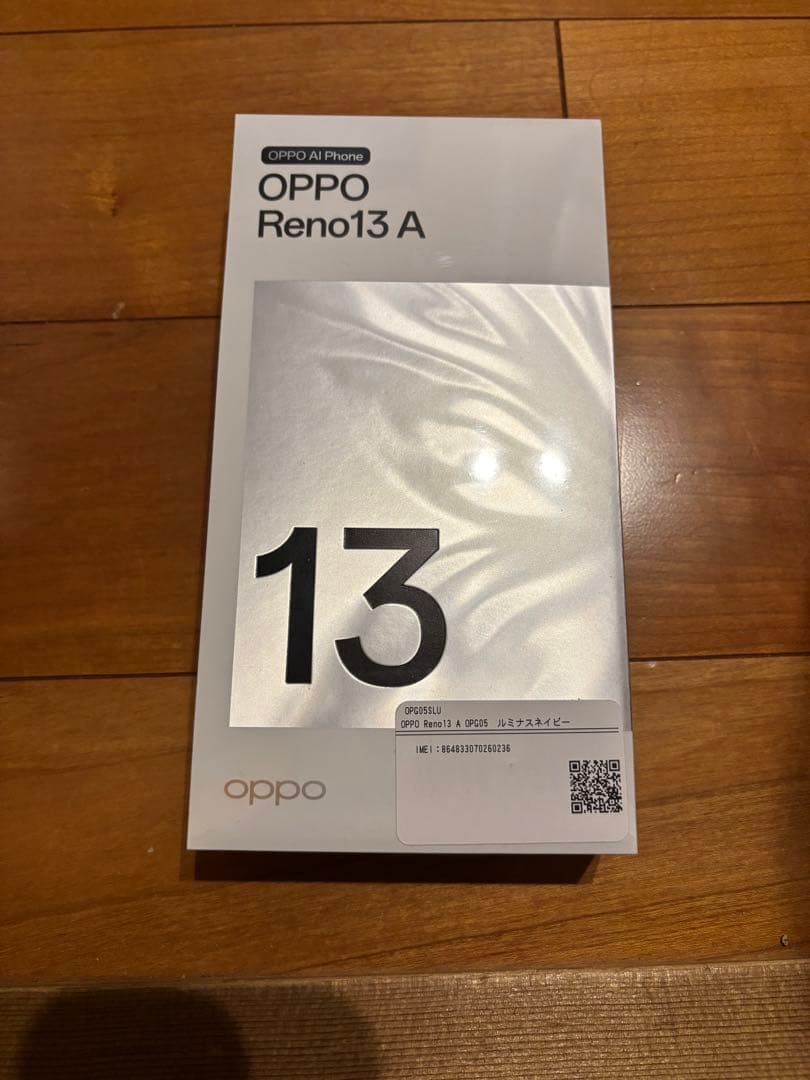 OPPO AI Phone
OPPO
Reno13 A
13
OPG05SLU
OPPO Reno13 A OPG05 ルミナスネイビー
IMEI:864833070260236
oppo